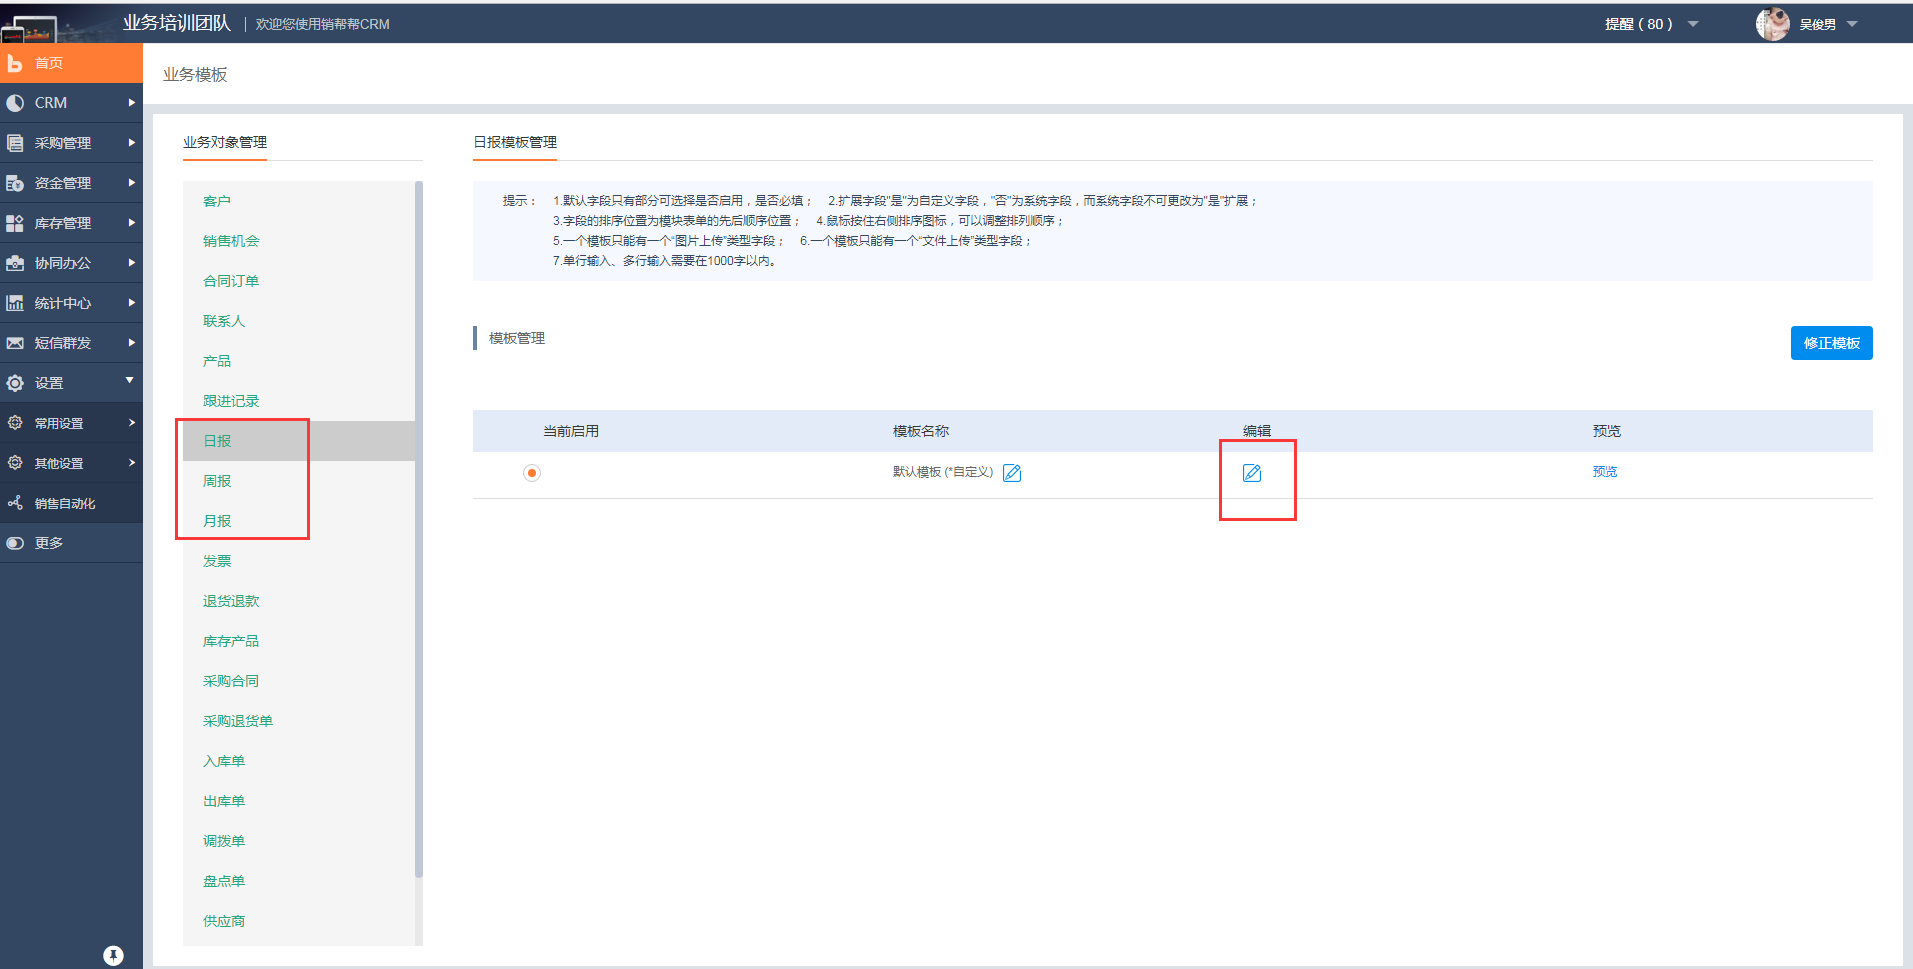 业务培训团队 | 欢迎您使用销帮帮CRM
提醒 ( 80 )
吴俊男
首页
CRM
采购管理
资金管理
库存管理
协同办公
统计中心
短信群发
设置
常用设置
其他设置
销售自动化
更多
业务模板
业务对象管理
客户
销售机会
合同订单
联系人
产品
跟进记录
日报
周报
月报
发票
退货退款
库存产品
采购合同
采购退货单
入库单
出库单
调拨单
盘点单
供应商
日报模板管理
提示： 1.默认字段只有部分可选择是否启用，是否必填； 2.扩展字段"是"为自定义字段，"否"为系统字段，而系统字段不可更改为"是"扩展；
3.字段的排序位置为模块表单的先后顺序位置； 4.鼠标按住右侧排序图标，可以调整排列顺序；
5.一个模板只能有一个“图片上传”类型字段； 6.一个模板只能有一个“文件上传”类型字段；
7.单行输入、多行输入需要在1000字以内。
模板管理
修正模板
当前启用 模板名称 编辑 预览
默认模板 (*自定义) 预览